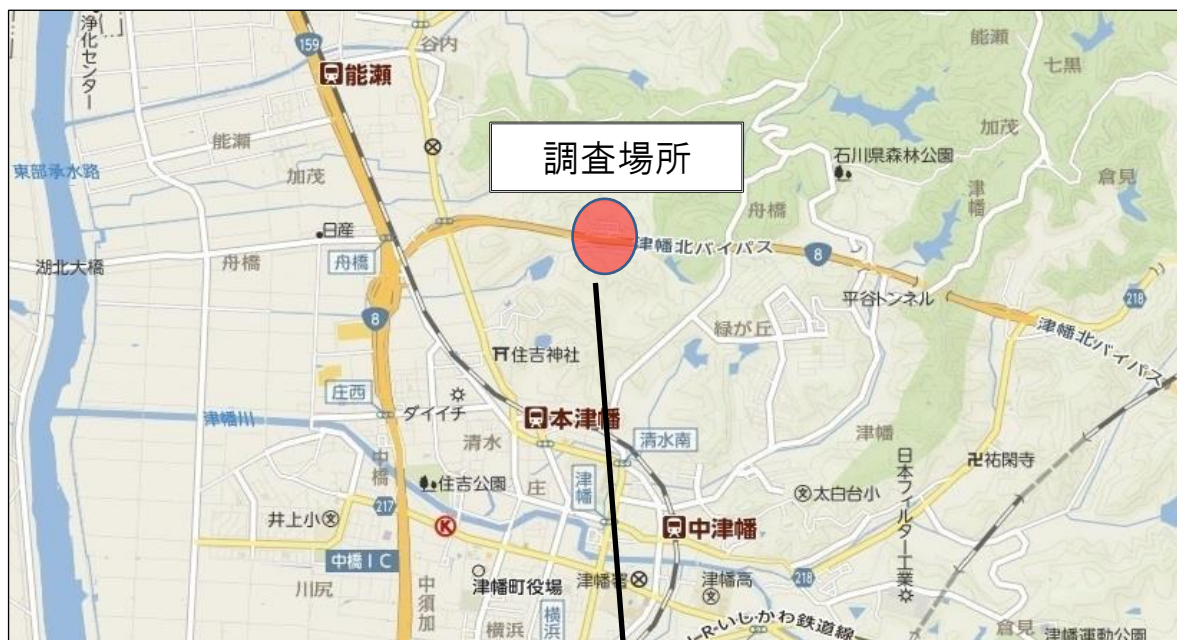 浄化センター
159
谷内
能瀬
能瀬
七黒
能瀬
加茂
調査場所
石川県森林公園
東部承水路
加茂
倉見
津幡
舟橋
日産
津幡北バイパス
8
湖北大橋
舟橋
舟橋
平谷トンネル
218
8
緑が丘
津幡北バイパス
住吉神社
庄西
ダイイチ
本津幡
津幡川
清水
清水南
津幡
中橋
住吉公園
庄
津幡
日本フィルター工業
祐閑寺
太白台小
217
井上小
K
中津幡
中橋IC
津幡町役場
津幡署
津幡高
218
川尻
中須加
横浜
横浜
IRいしかわ鉄道線
倉見
津幡運動公園